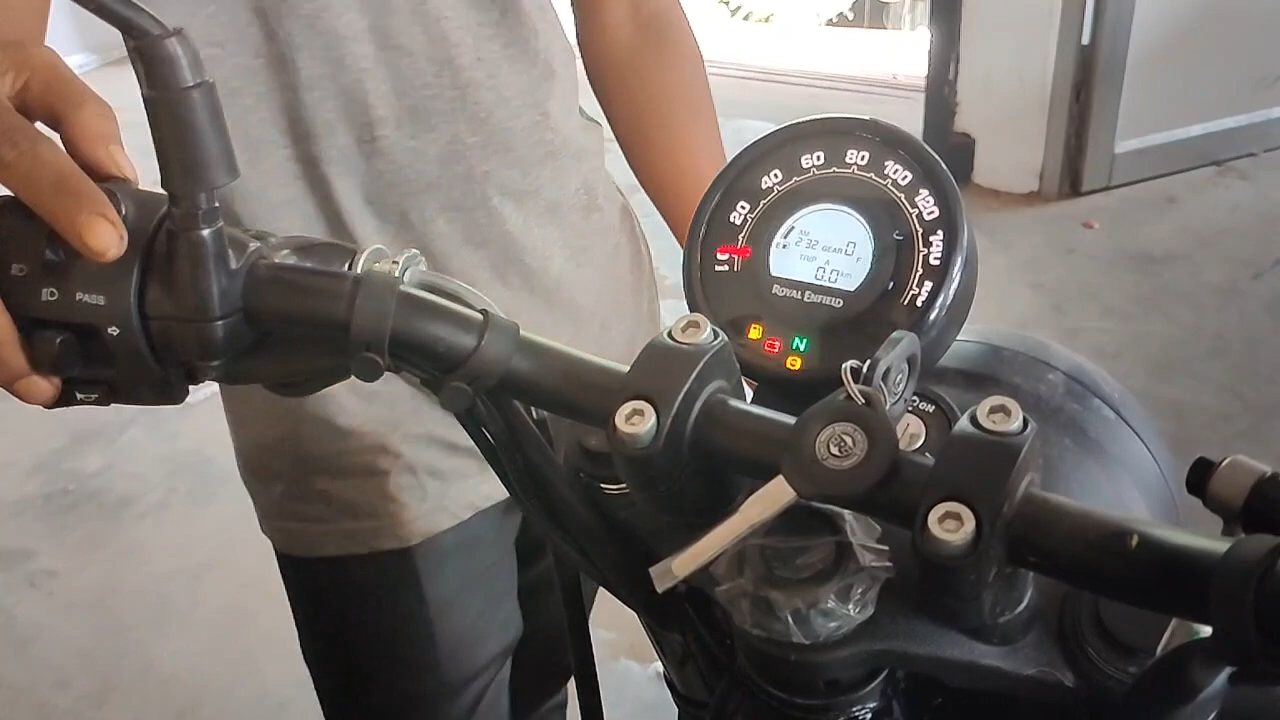 20 40 60 80 100 120 140
km/h
AM
2:32 GEAR 0
E F
TRIP A
0.0 km
ROYAL ENFIELD
N
ON
PASS